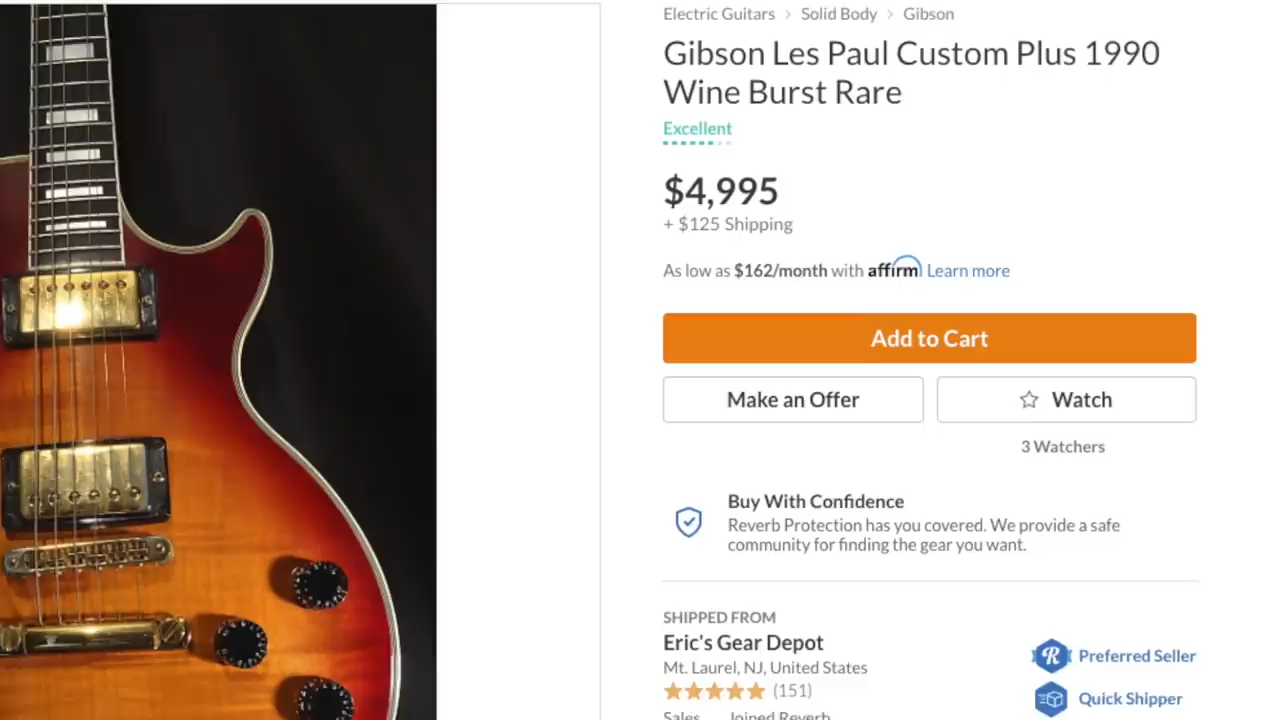 Electric Guitars > Solid Body > Gibson
Gibson Les Paul Custom Plus 1990
Wine Burst Rare
Excellent
$4,995
+ $125 Shipping
As low as $162/month with affirm Learn more
Add to Cart
Make an Offer
Watch
3 Watchers
Buy With Confidence
Reverb Protection has you covered. We provide a safe
community for finding the gear you want.
SHIPPED FROM
Eric's Gear Depot
Mt. Laurel, NJ, United States
(151)
R Preferred Seller
Quick Shipper
Sales Joined Reverb